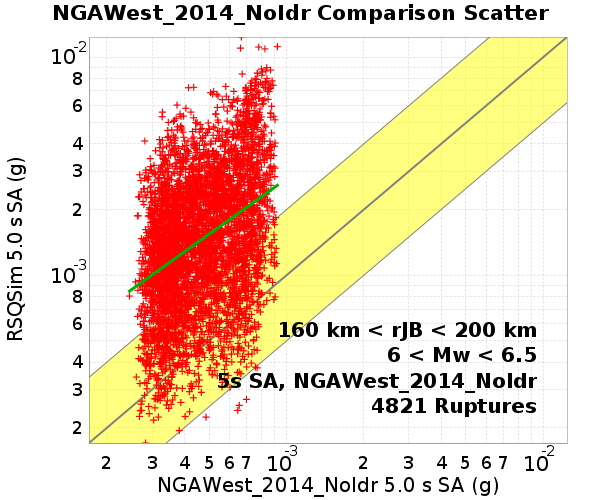 NGAWest_2014_NoIdr Comparison Scatter
RSQSim 5.0 s SA (g)
10-2
8
6
4
3
2
10-3
8
6
4
3
2
160 km < rJB < 200 km
6 < Mw < 6.5
5s SA, NGAWest_2014_NoIdr
4821 Ruptures
2 3 4 5 6 7 10-3 2 3 4 5 6 7 10-2
NGAWest_2014_NoIdr 5.0 s SA (g)